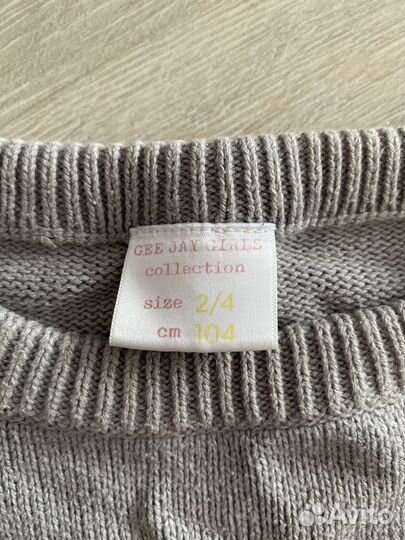 GEE JAY GIRLS
collection
size 2/4
cm 104
Avito